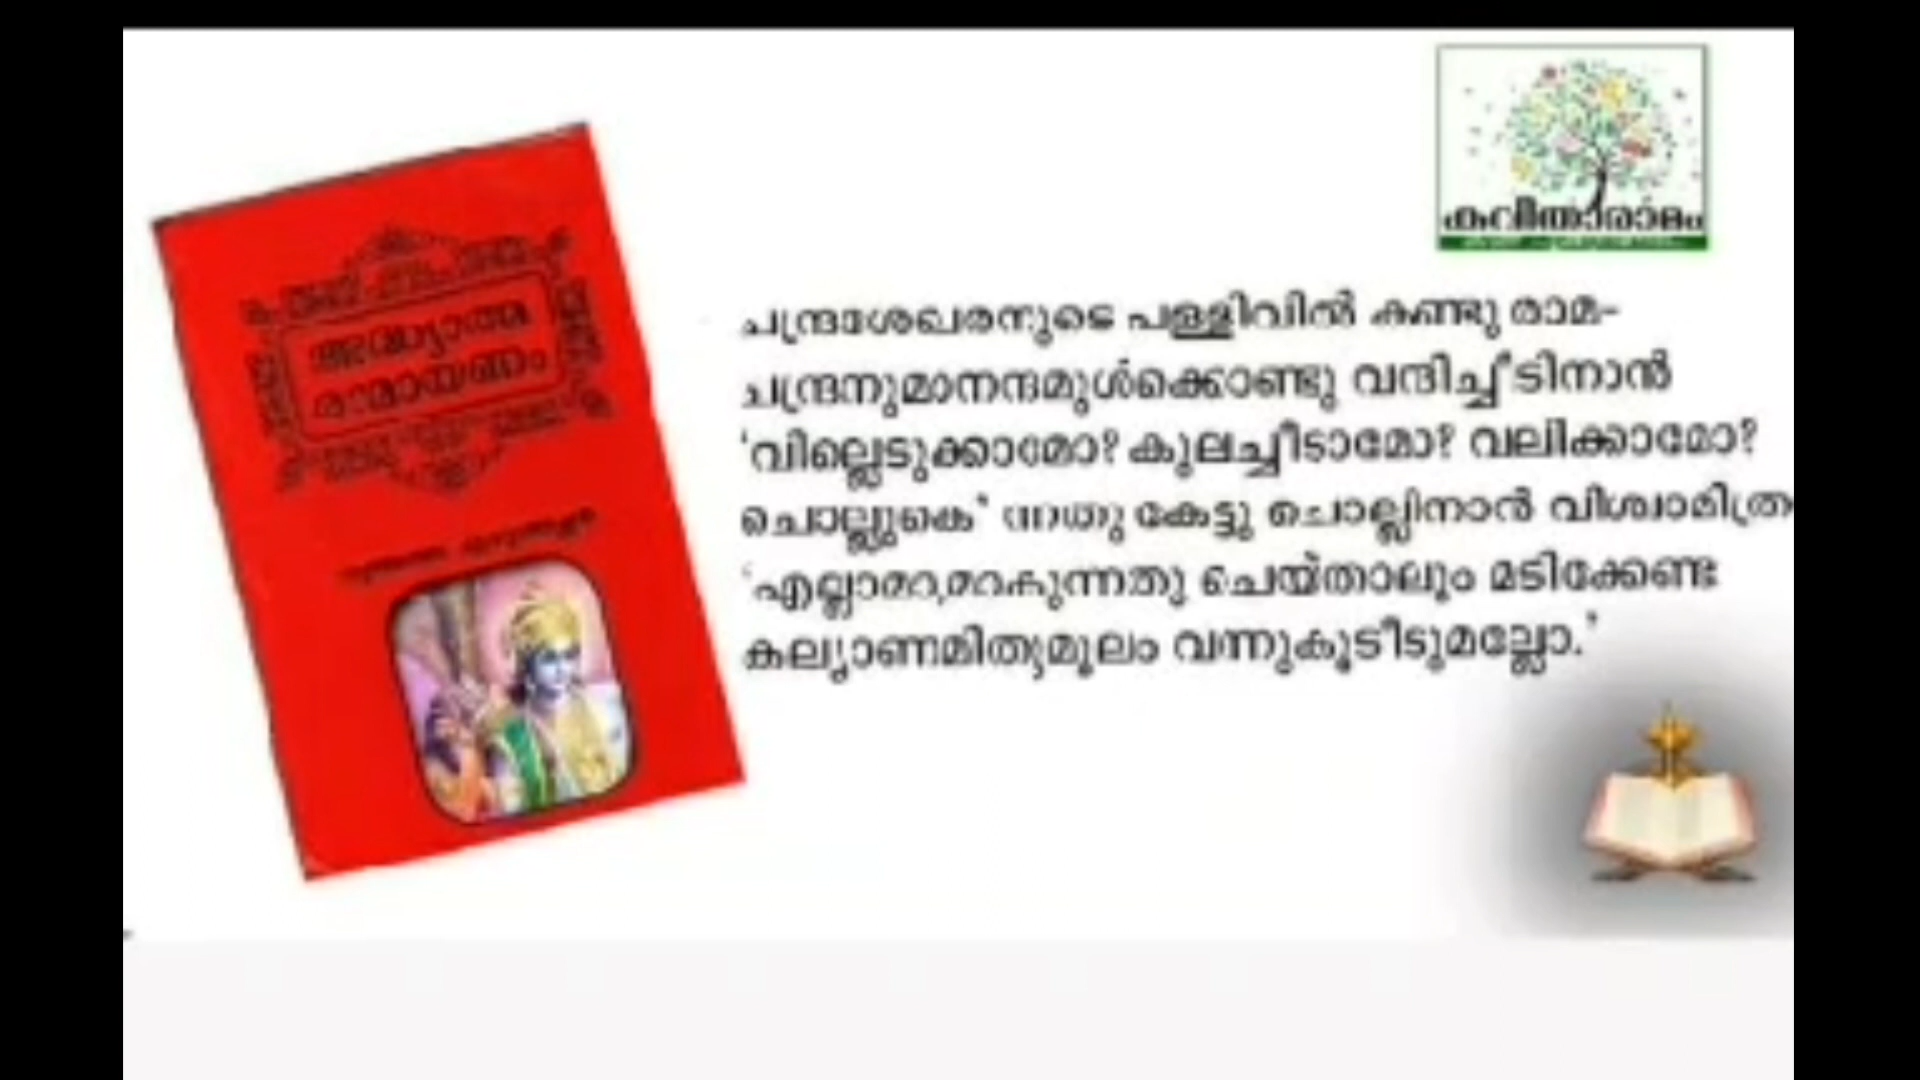 കവിതാരാമം
അദ്ധ്യാത്മ
രാമായണം
ചന്ദ്രശേഖരനുടെ പള്ളിവിൽ കണ്ടു രാമ-
ചന്ദ്രനുമാനന്ദമുൾക്കൊണ്ടു വന്ദിച്ചീടിനാൻ
'വില്ലെടുക്കാമോ? കുലച്ചീടാമോ? വലിക്കാമോ?
ചൊല്ലുകെ' ന്നതു കേട്ടു ചൊല്ലിനാൻ വിശ്വാമിത്ര
'എല്ലാമാ,മാകുന്നതു ചെയ്താലും മടിക്കേണ്ട
കല്യാണമിതുമൂലം വന്നുകൂടീടുമല്ലോ.'